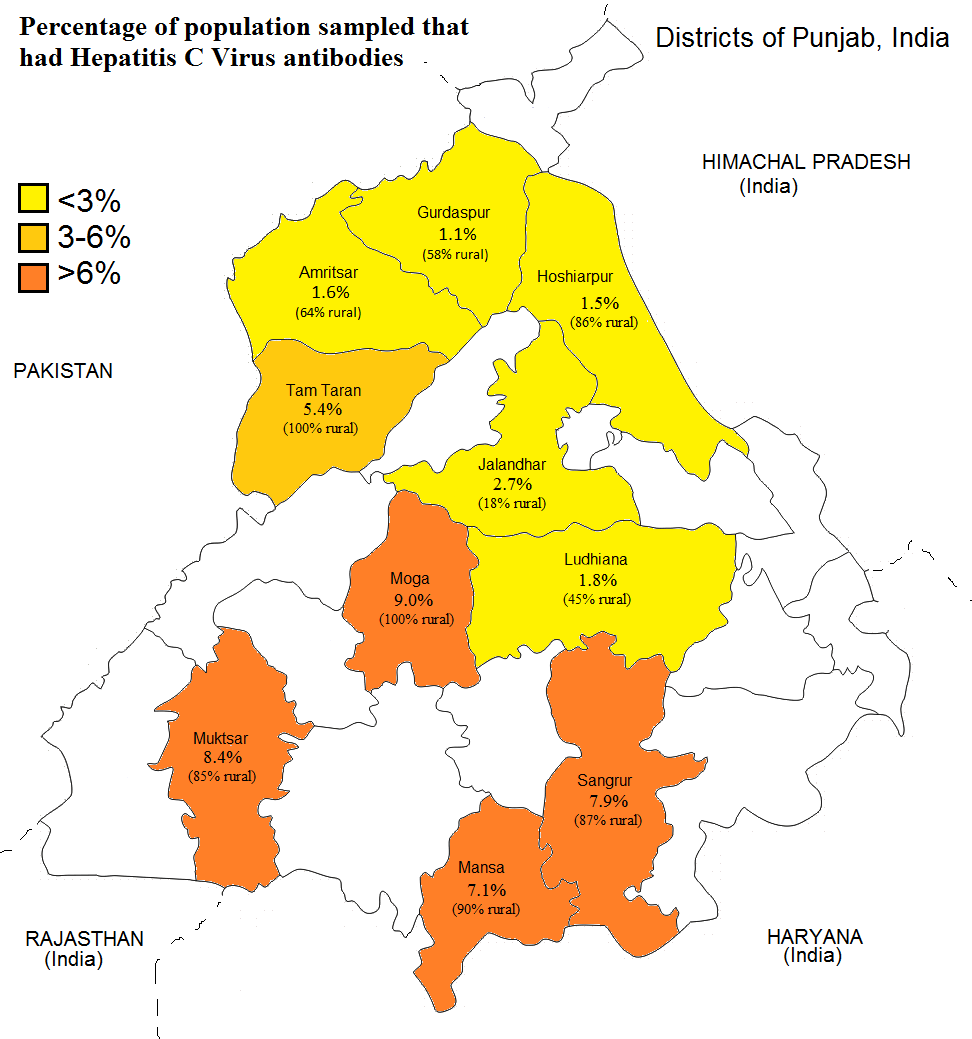 Percentage of population sampled that
had Hepatitis C Virus antibodies
Districts of Punjab, India
HIMACHAL PRADESH
(India)
<3%
3-6%
>6%
Gurdaspur
1.1%
(58% rural)
Amritsar
1.6%
(64% rural)
Hoshiarpur
1.5%
(86% rural)
PAKISTAN
Tam Taran
5.4%
(100% rural)
Jalandhar
2.7%
(18% rural)
Ludhiana
1.8%
(45% rural)
Moga
9.0%
(100% rural)
Muktsar
8.4%
(85% rural)
Sangrur
7.9%
(87% rural)
Mansa
7.1%
(90% rural)
RAJASTHAN
(India)
HARYANA
(India)